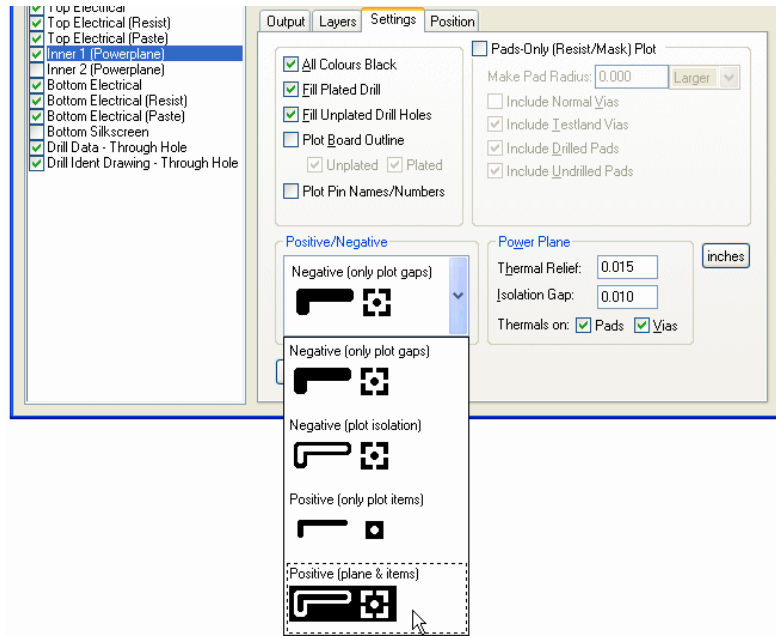 Top Electrical
Top Electrical (Resist)
Top Electrical (Paste)
Inner 1 (Powerplane)
Inner 2 (Powerplane)
Bottom Electrical
Bottom Electrical (Resist)
Bottom Electrical (Paste)
Bottom Silkscreen
Drill Data - Through Hole
Drill Ident Drawing - Through Hole
Output Layers Settings Position
All Colours Black
Fill Plated Drill
Fill Unplated Drill Holes
Plot Board Outline
Unplated Plated
Plot Pin Names/Numbers
Pads-Only (Resist/Mask) Plot
Make Pad Radius: 0.000 Larger
Include Normal Vias
Include Testland Vias
Include Drilled Pads
Include Undrilled Pads
Positive/Negative
Negative (only plot gaps)
Power Plane
Thermal Relief: 0.015
Isolation Gap: 0.010
Thermals on: Pads Vias
inches
Negative (only plot gaps)
Negative (plot isolation)
Positive (only plot items)
Positive (plane & items)